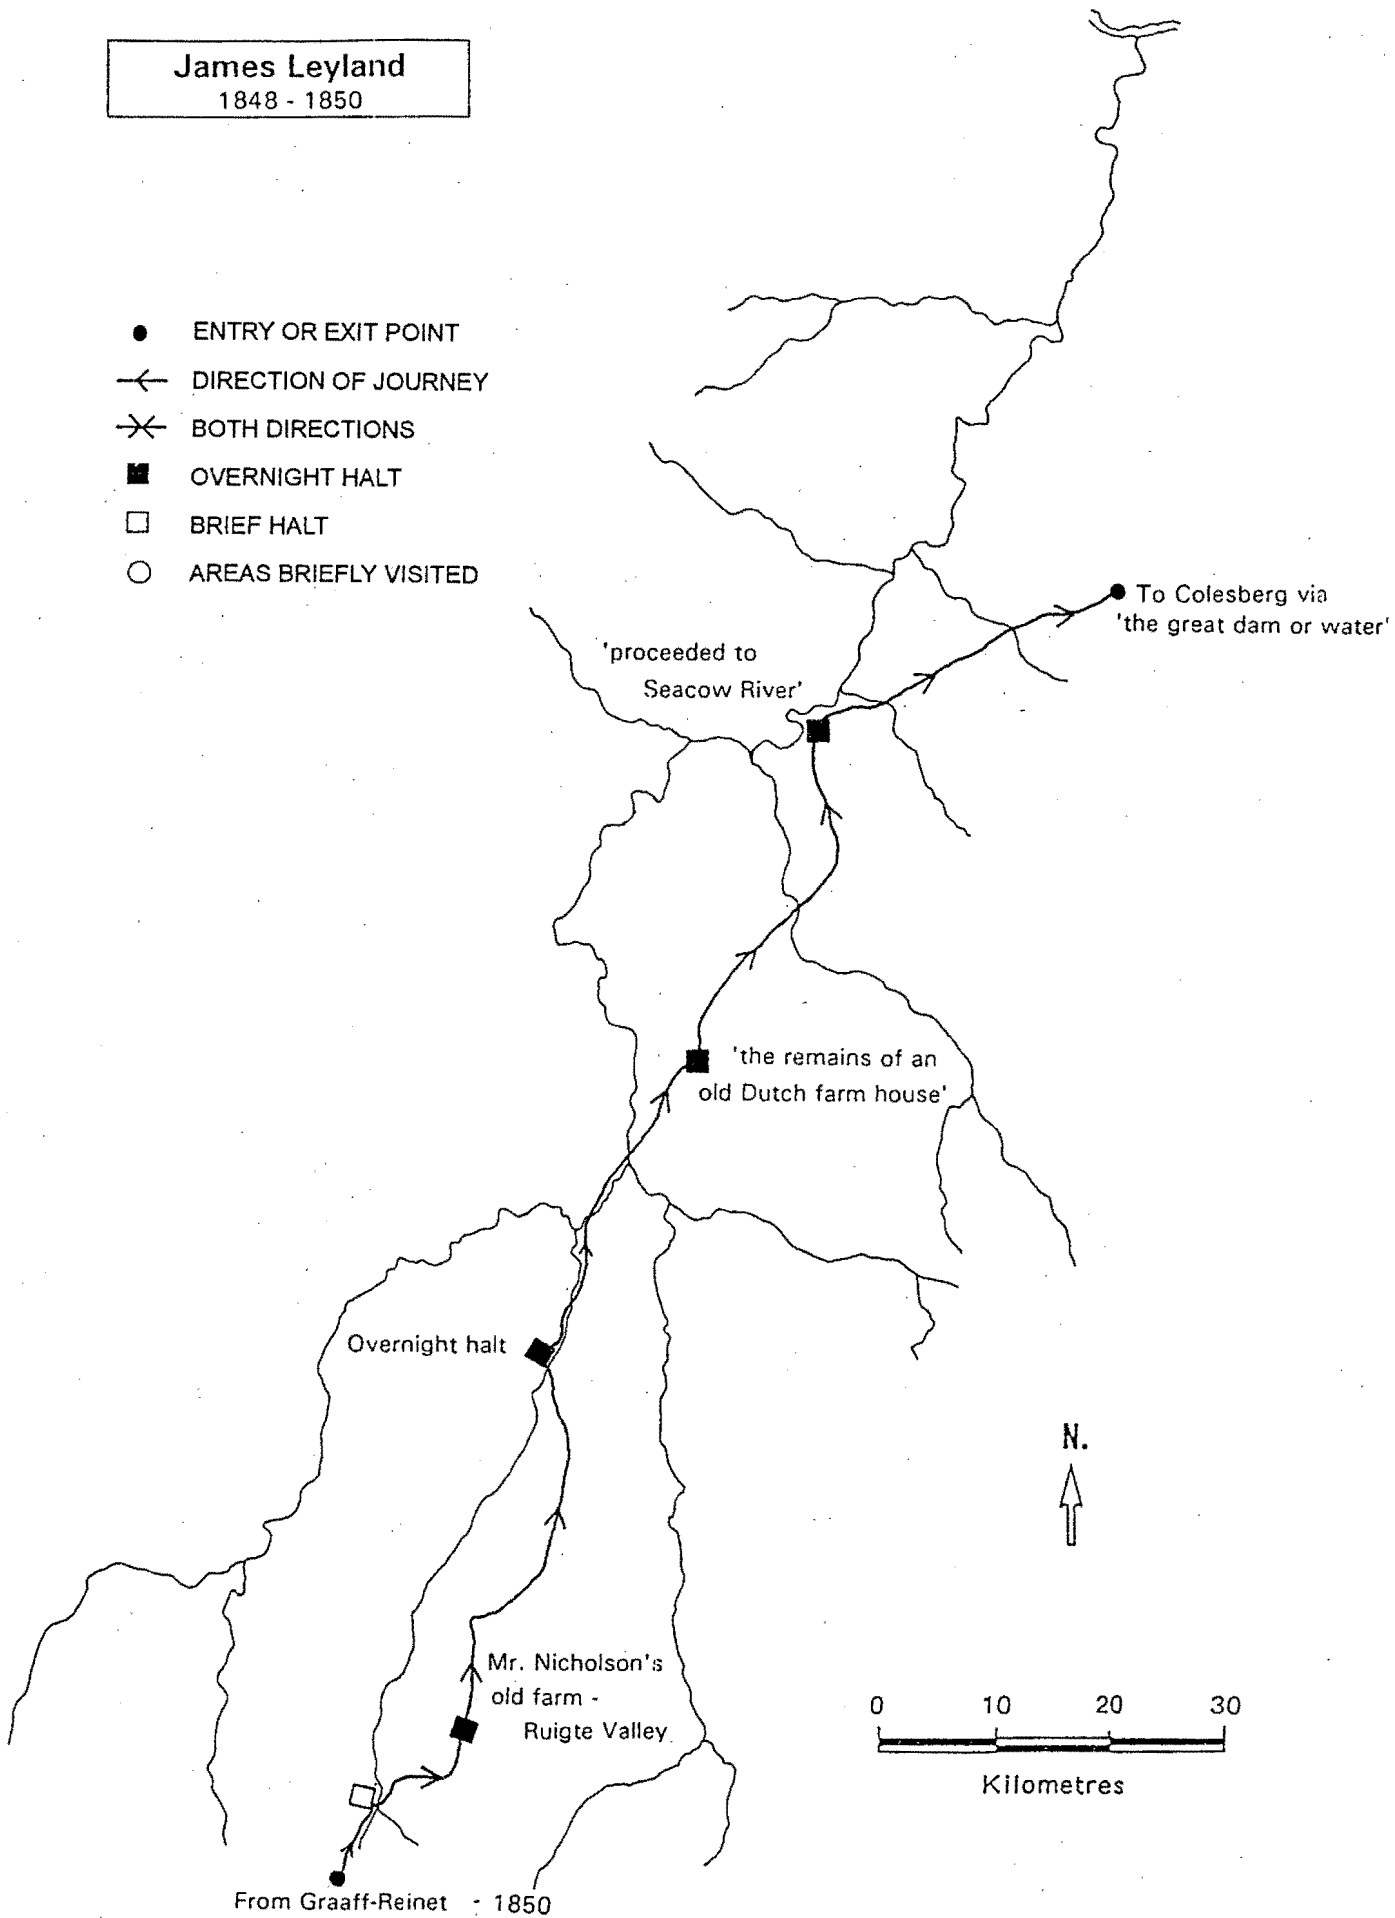 James Leyland
1848 - 1850
ENTRY OR EXIT POINT
DIRECTION OF JOURNEY
BOTH DIRECTIONS
OVERNIGHT HALT
BRIEF HALT
AREAS BRIEFLY VISITED
To Colesberg via
'the great dam or water'
'proceeded to
Seacow River'
'the remains of an
old Dutch farm house'
Overnight halt
N.
Mr. Nicholson's
old farm -
Ruigte Valley
0 10 20 30
Kilometres
From Graaff-Reinet - 1850